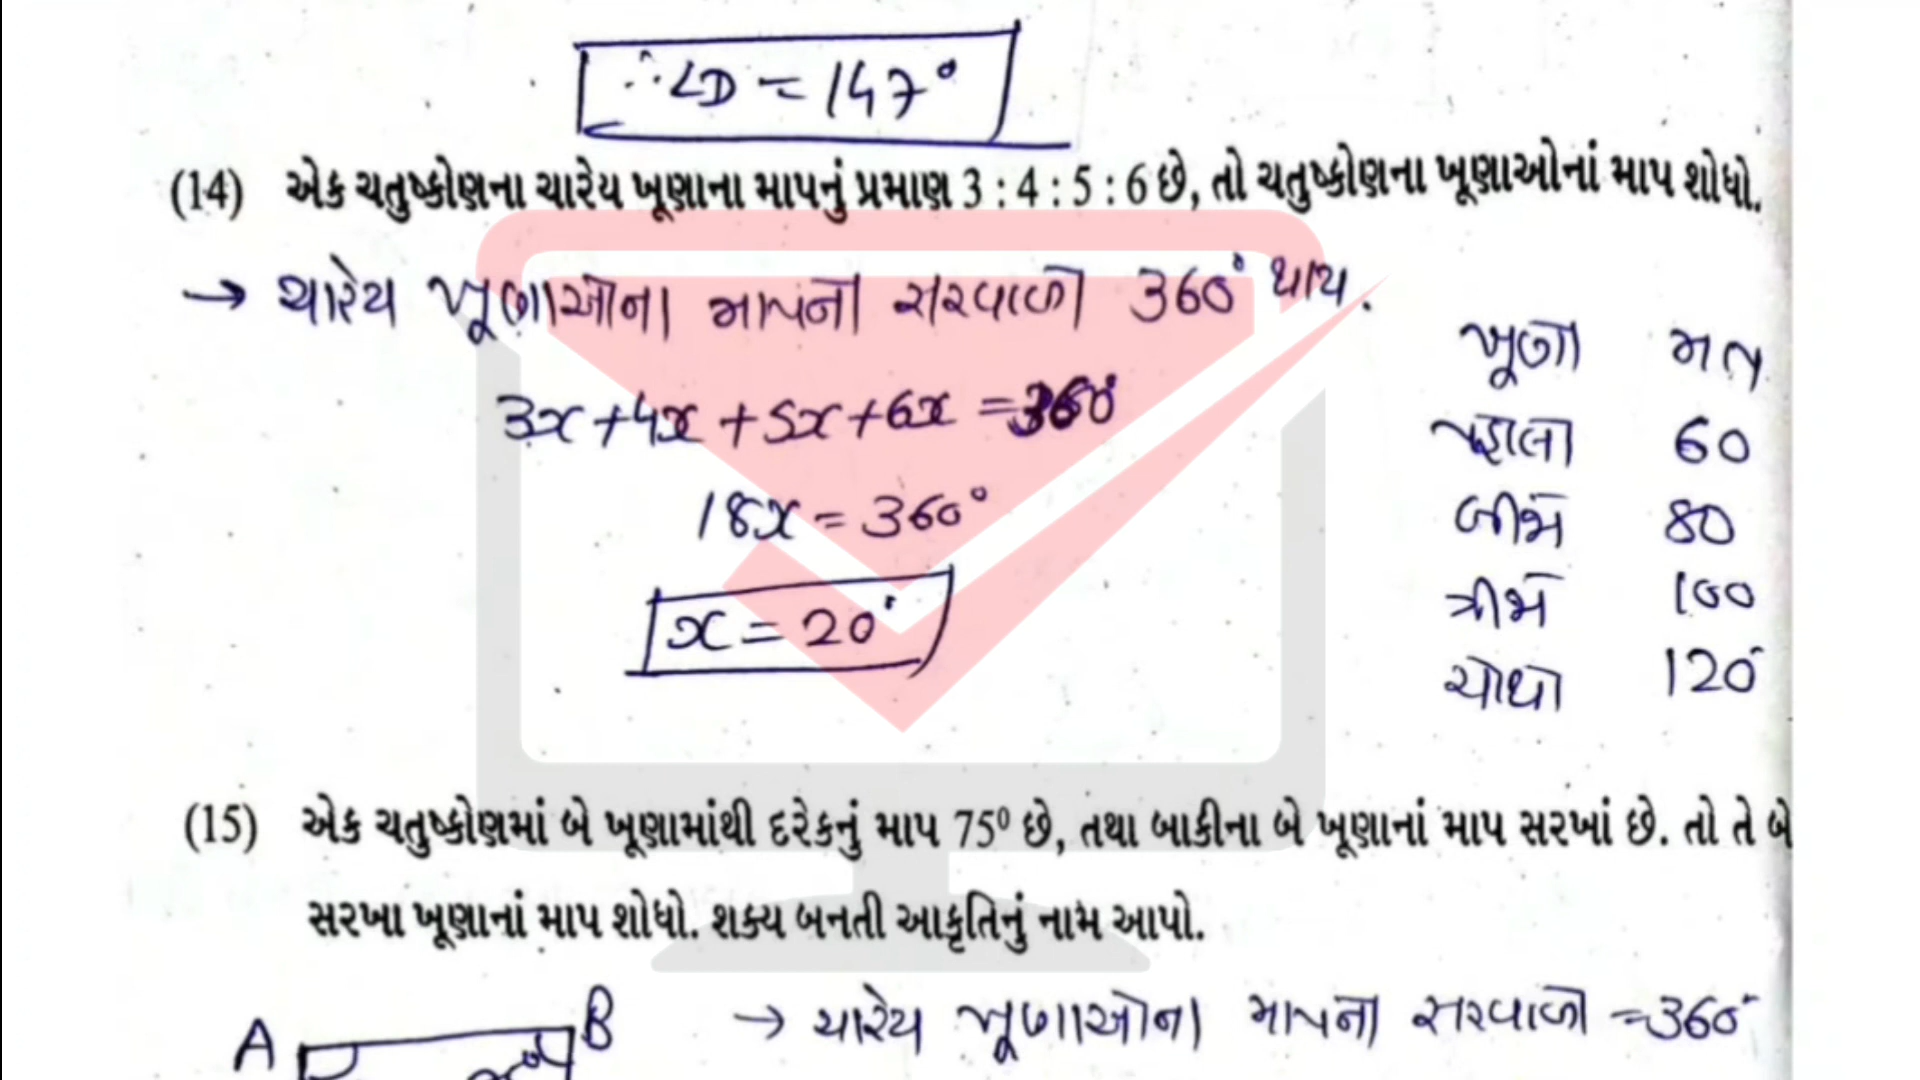 ∴ ∠D = 147°
(14) એક ચતુષ્કોણના ચારેય ખૂણાના માપનું પ્રમાણ 3 : 4 : 5 : 6 છે, તો ચતુષ્કોણના ખૂણાઓનાં માપ શોધો.
→ ચારેય ખૂણાઓના માપનો સરવાળો 360° થાય.
3x + 4x + 5x + 6x = 360°
18x = 360°
x = 20°
ખૂણો
પહેલો 60
બીજો 80
ત્રીજો 100
ચોથો 120°
(15) એક ચતુષ્કોણમાં બે ખૂણામાંથી દરેકનું માપ 75⁰ છે, તથા બાકીના બે ખૂણાનાં માપ સરખાં છે. તો તે બે
સરખા ખૂણાનાં માપ શોધો. શક્ય બનતી આકૃતિનું નામ આપો.
A B
→ ચારેય ખૂણાઓના માપનો સરવાળો = 360°